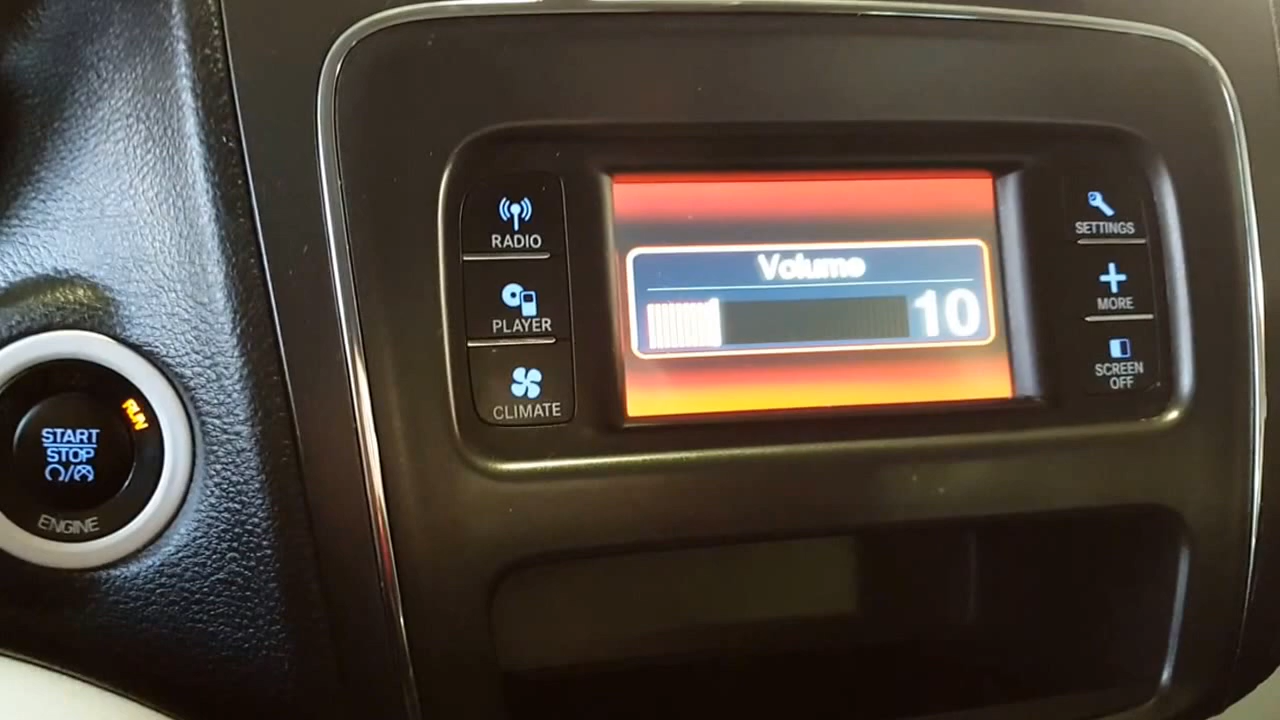 RADIO
PLAYER
CLIMATE
Volume
10
SETTINGS
MORE
SCREEN
OFF
RUN
START
STOP
ENGINE